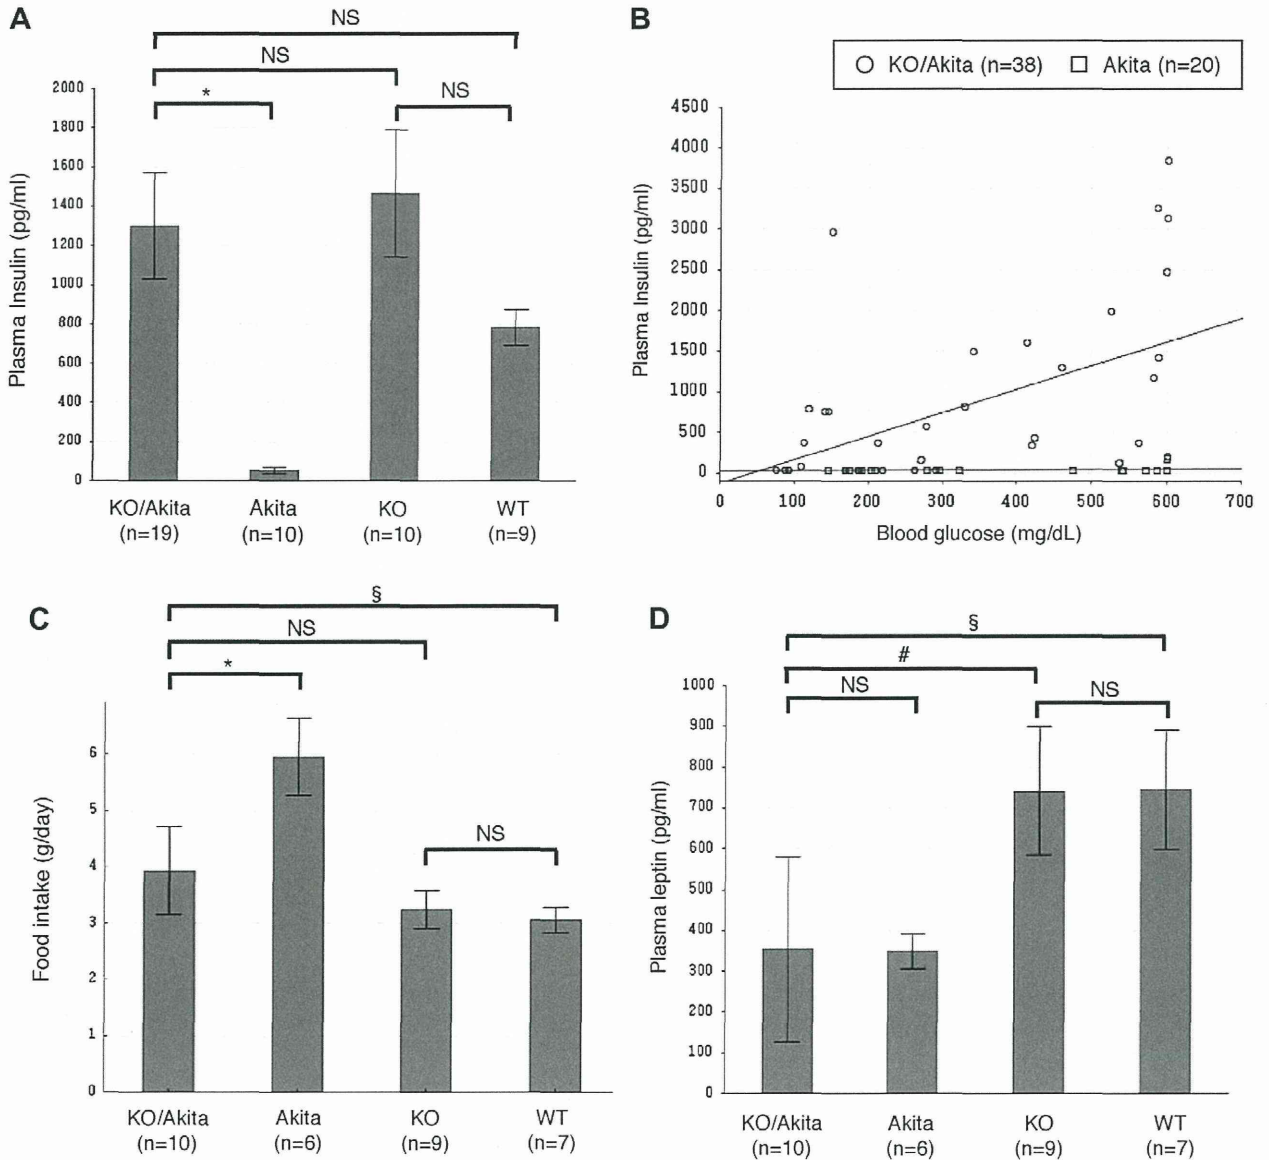 A
NS
NS
*
NS
2000
1800
1600
1400
1200
1000
800
600
400
200
0
Plasma Insulin (pg/ml)
KO/Akita Akita KO WT
(n=19) (n=10) (n=10) (n=9)
B
KO/Akita (n=38) Akita (n=20)
4500
4000
3500
3000
2500
2000
1500
1000
500
0
Plasma Insulin (pg/ml)
0 100 200 300 400 500 600 700
Blood glucose (mg/dL)
C
§
NS
*
NS
6
5
4
3
2
1
0
Food intake (g/day)
KO/Akita Akita KO WT
(n=10) (n=6) (n=9) (n=7)
D
§
#
NS
NS
1000
900
800
700
600
500
400
300
200
100
0
Plasma leptin (pg/ml)
KO/Akita Akita KO WT
(n=10) (n=6) (n=9) (n=7)